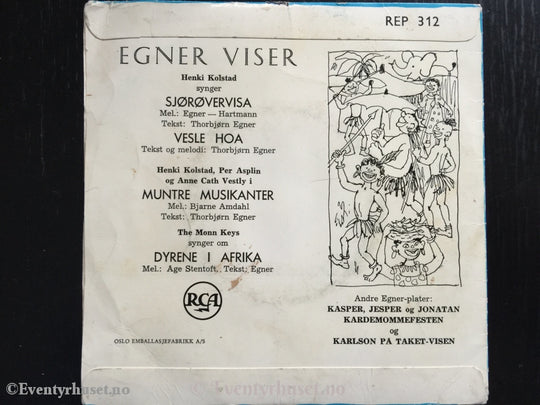 REP 312
EGNER VISER
Henki Kolstad
synger
SJØRØVERVISA
Mel.: Egner — Hartmann
Tekst: Thorbjørn Egner
VESLE HOA
Tekst og melodi: Thorbjørn Egner
Henki Kolstad, Per Asplin
og Anne Cath Vestly i
MUNTRE MUSIKANTER
Mel.: Bjarne Amdahl
Tekst: Thorbjørn Egner
The Monn Keys
synger om
DYRENE I AFRIKA
Mel.: Age Stentoft. Tekst: Egner
RCA
OSLO EMBALLASJEFABRIKK A/S
Andre Egner-plater:
KASPER, JESPER og JONATAN
KARDEMOMMEFESTEN
og
KARLSON PA TAKET-VISEN
©Eventyrhuset.no
©Eventyrhuset.no